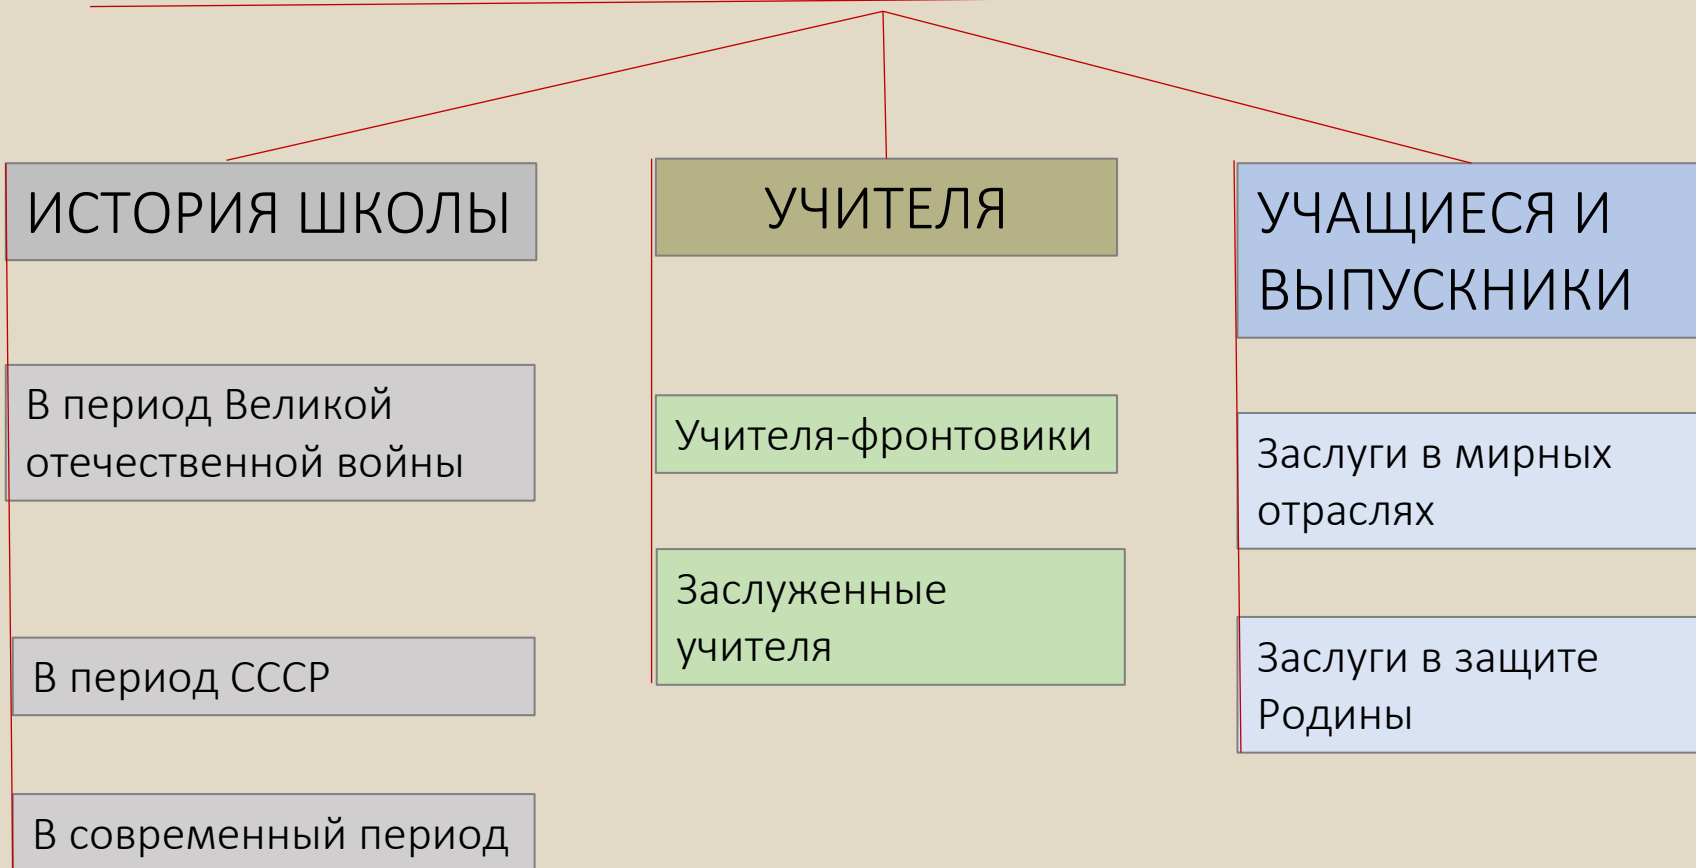 ИСТОРИЯ ШКОЛЫ
В период Великой
отечественной войны
В период СССР
В современный период
УЧИТЕЛЯ
Учителя-фронтовики
Заслуженные
учителя
УЧАЩИЕСЯ И
ВЫПУСКНИКИ
Заслуги в мирных
отраслях
Заслуги в защите
Родины